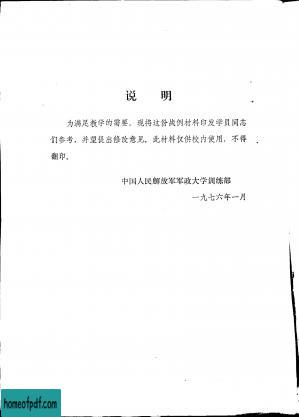 说 明
为满足教学的需要，现将这份战例材料印发学员同志
们参考，并望提出修改意见。此材料仅供校内使用，不得
翻印。
中国人民解放军军政大学训练部
一九七六年一月
homeofpdf.com
homeofpdf.com